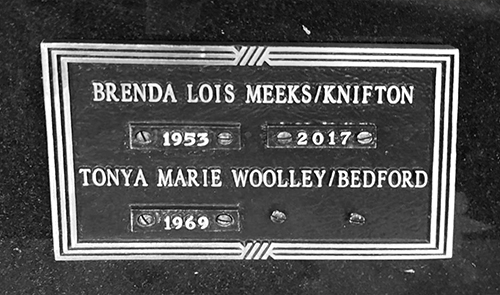 BRENDA LOIS MEEKS/KNIFTON
1953 2017
TONYA MARIE WOOLLEY/BEDFORD
1969